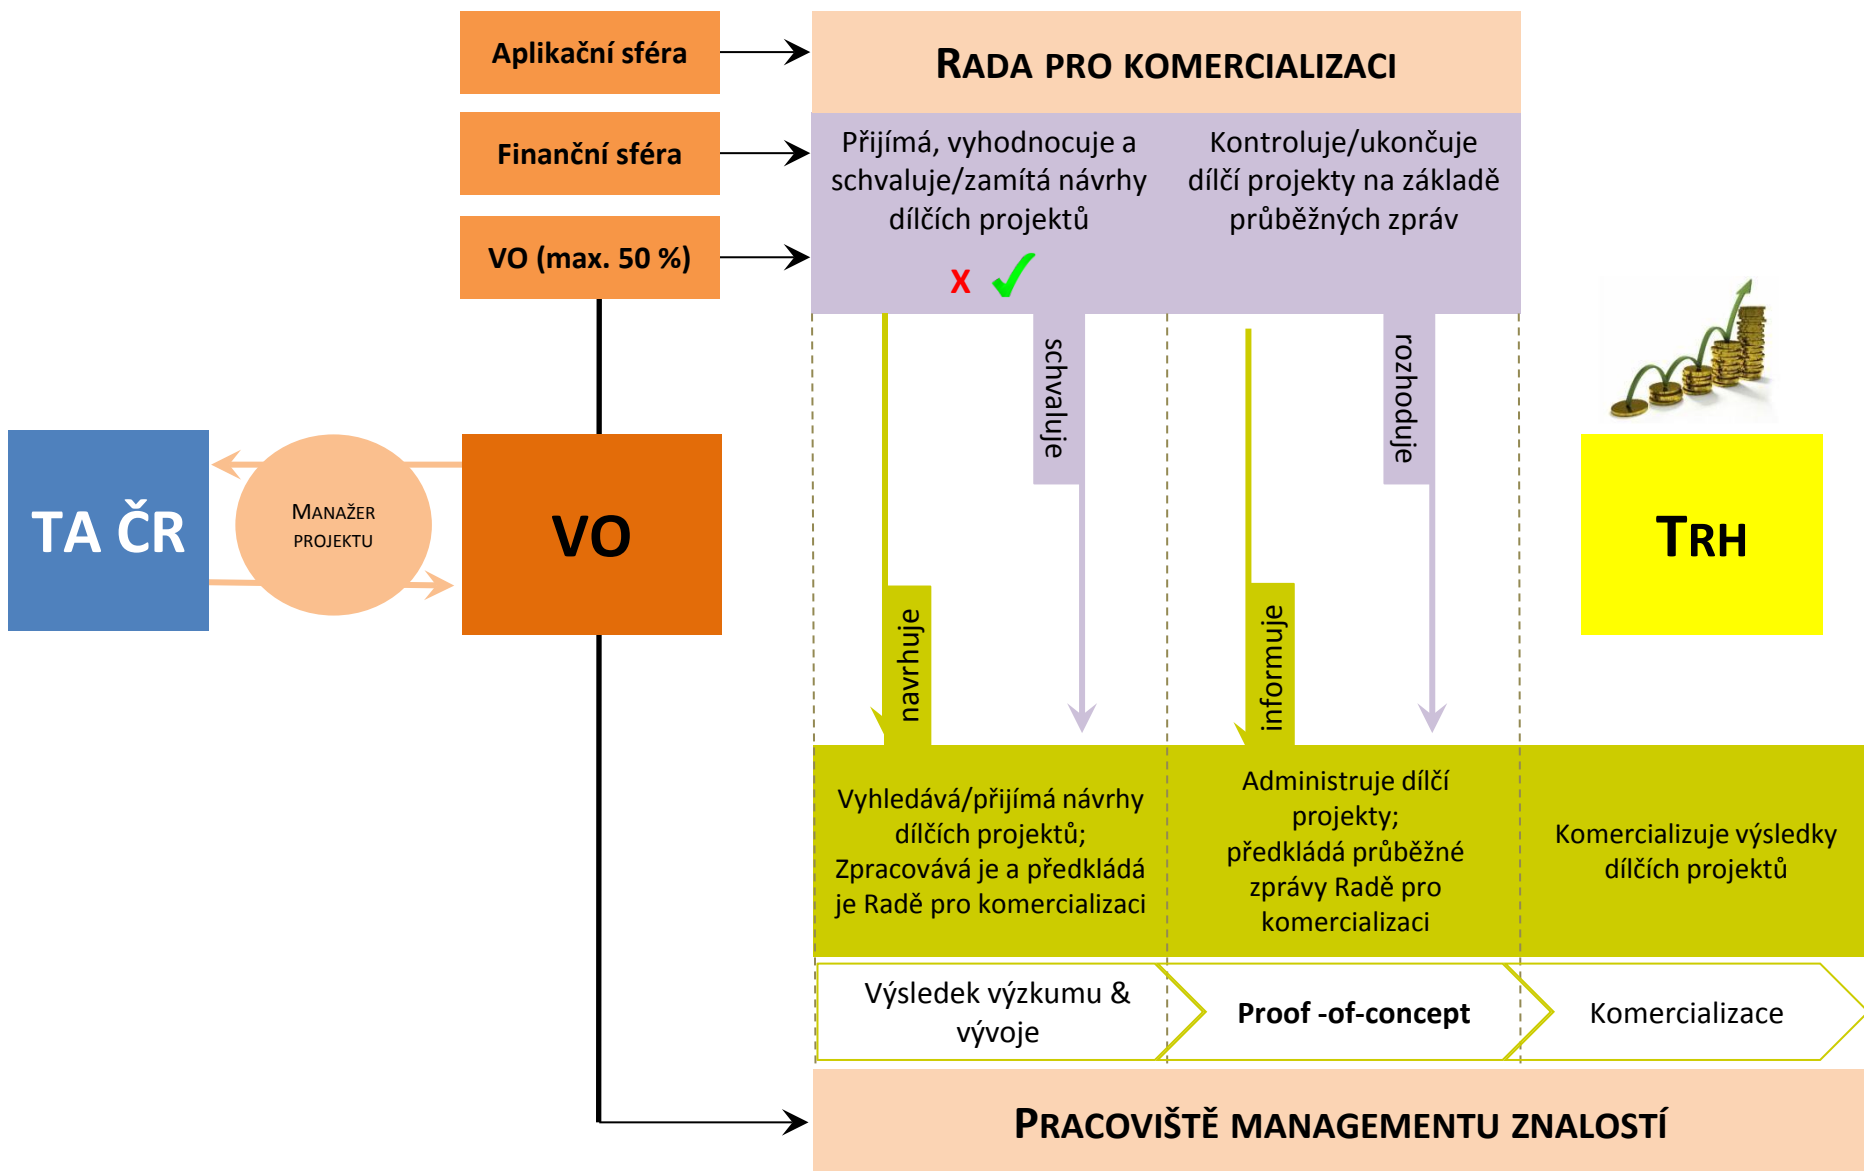 Aplikační sféra
Finanční sféra
VO (max. 50 %)
RADA PRO KOMERCIALIZACI
Přijímá, vyhodnocuje a
schvaluje/zamítá návrhy
dílčích projektů
X
Kontroluje/ukončuje
dílčí projekty na základě
průběžných zpráv
schvaluje
rozhoduje
TA ČR
MANAŽER
PROJEKTU
VO
TRH
navrhuje
informuje
Vyhledává/přijímá návrhy
dílčích projektů;
Zpracovává je a předkládá
je Radě pro komercializaci
Administruje dílčí
projekty;
předkládá průběžné
zprávy Radě pro
komercializaci
Komercializuje výsledky
dílčích projektů
Výsledek výzkumu &
vývoje
Proof -of-concept
Komercializace
PRACOVIŠTĚ MANAGEMENTU ZNALOSTÍ